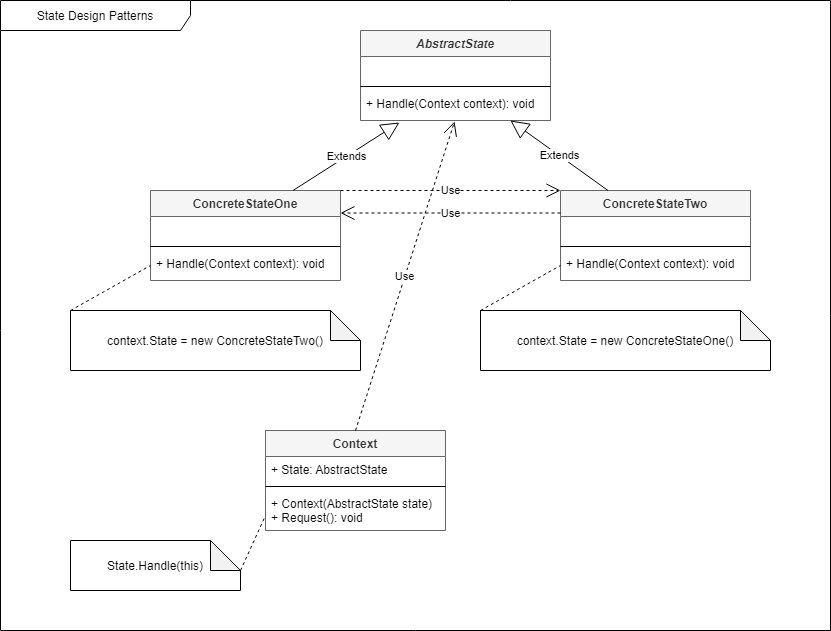 State Design Patterns
AbstractState
+ Handle(Context context): void
Extends
Extends
Use
Use
ConcreteStateOne
+ Handle(Context context): void
ConcreteStateTwo
+ Handle(Context context): void
Use
context.State = new ConcreteStateTwo()
context.State = new ConcreteStateOne()
Context
+ State: AbstractState
+ Context(AbstractState state)
+ Request(): void
State.Handle(this)